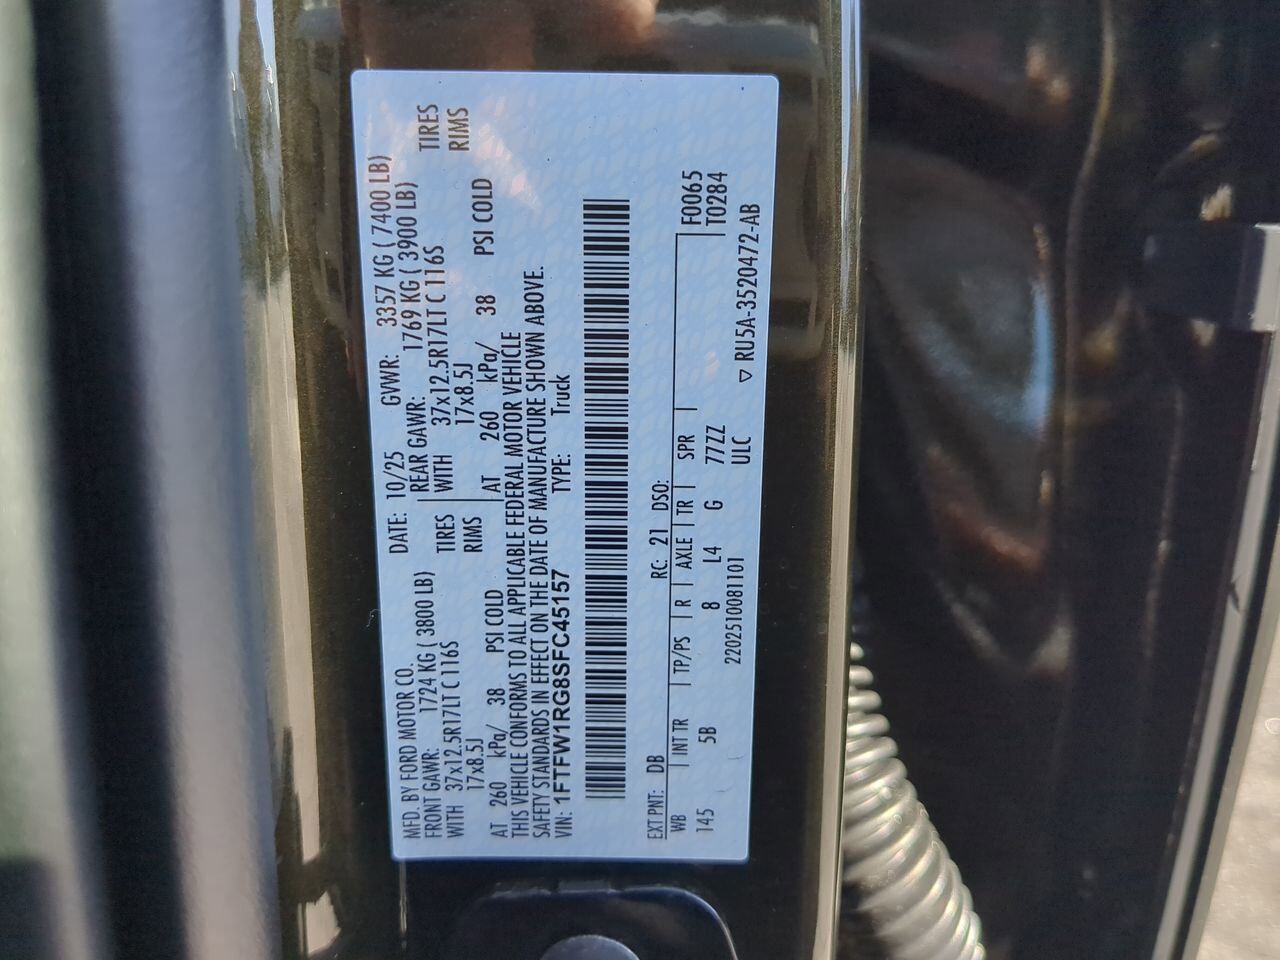 MFD. BY FORD MOTOR CO. DATE: 10/25 GVWR: 3357 KG ( 7400 LB)
FRONT GAWR: 1724 KG ( 3800 LB) REAR GAWR: 1769 KG ( 3900 LB)
WITH 37x12.5R17LT C 116S TIRES WITH 37x12.5R17LT C 116S TIRES
17x8.5J RIMS 17x8.5J RIMS
AT 260 kPa/ 38 PSI COLD AT 260 kPa/ 38 PSI COLD
THIS VEHICLE CONFORMS TO ALL APPLICABLE FEDERAL MOTOR VEHICLE
SAFETY STANDARDS IN EFFECT ON THE DATE OF MANUFACTURE SHOWN ABOVE.
VIN: 1FTFW1RG8SFC45157 TYPE: Truck
EXT PNT: DB RC: 21 DSO:
WB INT TR TP/PS R AXLE TR SPR F0065
145 5B 8 L4 G 77ZZ T0284
2202510081101 ULC ▽ RU5A-3520472-AB